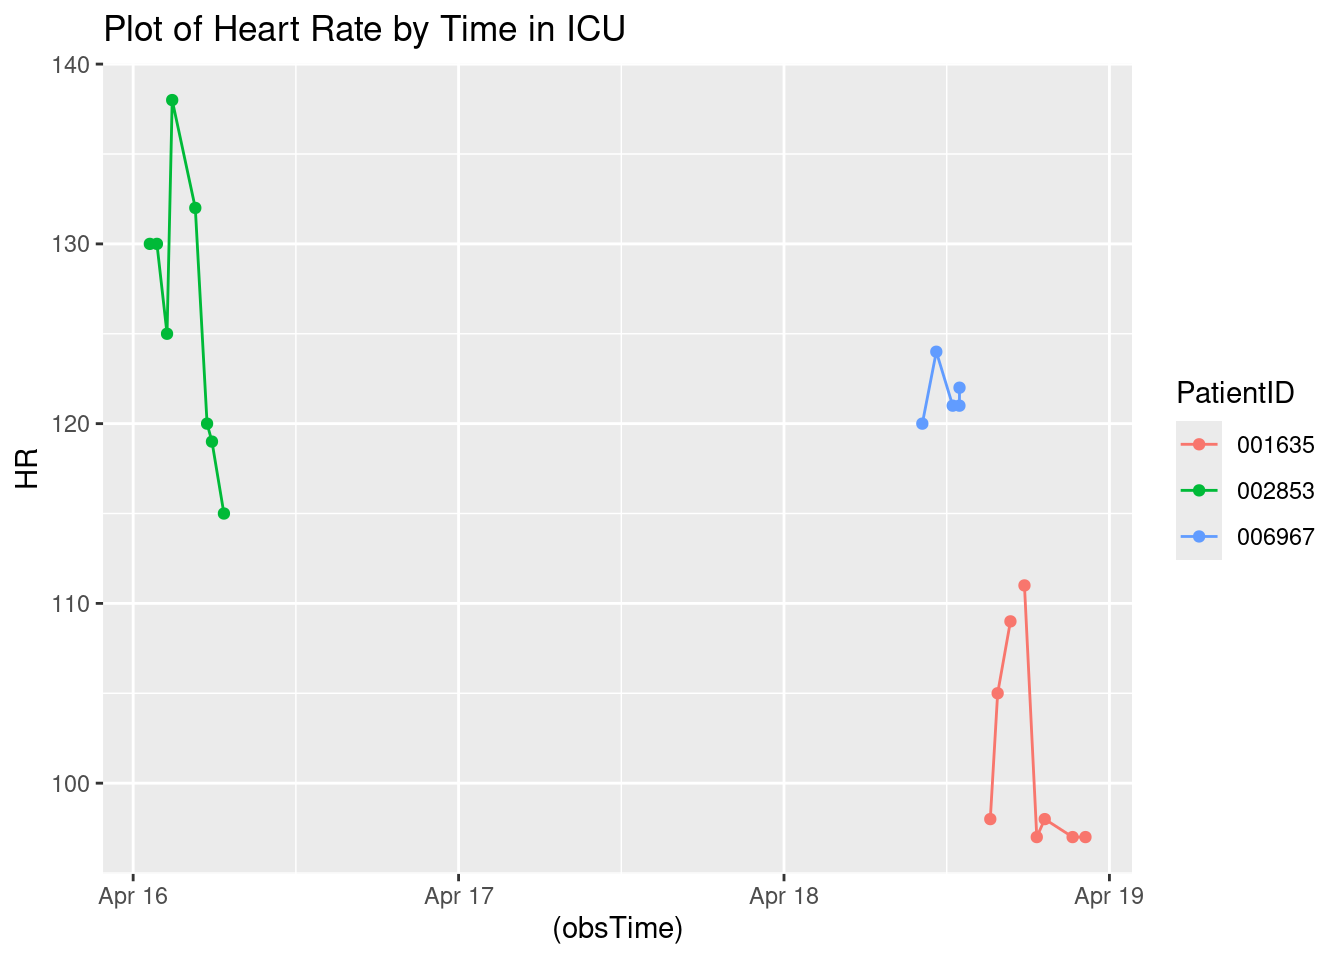 Plot of Heart Rate by Time in ICU
140
130
120
110
100
HR
Apr 16
Apr 17
Apr 18
Apr 19
(obsTime)
PatientID
001635
002853
006967